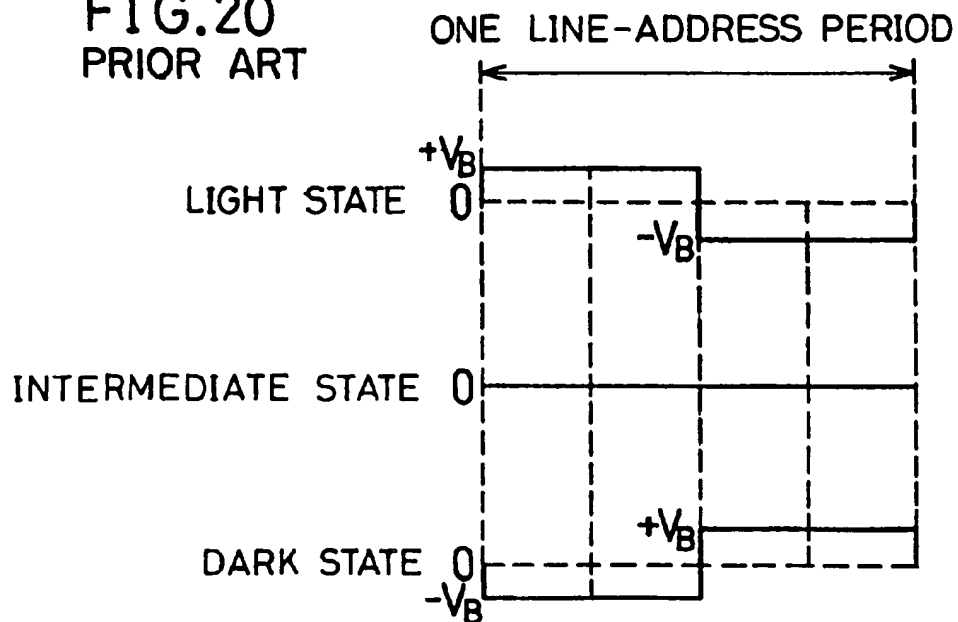 FIG.20
PRIOR ART
ONE LINE-ADDRESS PERIOD
+VB
LIGHT STATE 0
-VB
INTERMEDIATE STATE 0
+VB
DARK STATE 0
-VB